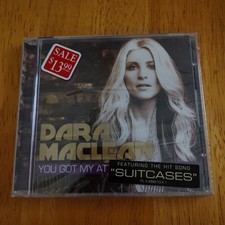 SALE
$13.99
DARA
MACLEAN
YOU GOT MY AT
FEATURING THE HIT SONG
"SUITCASES"